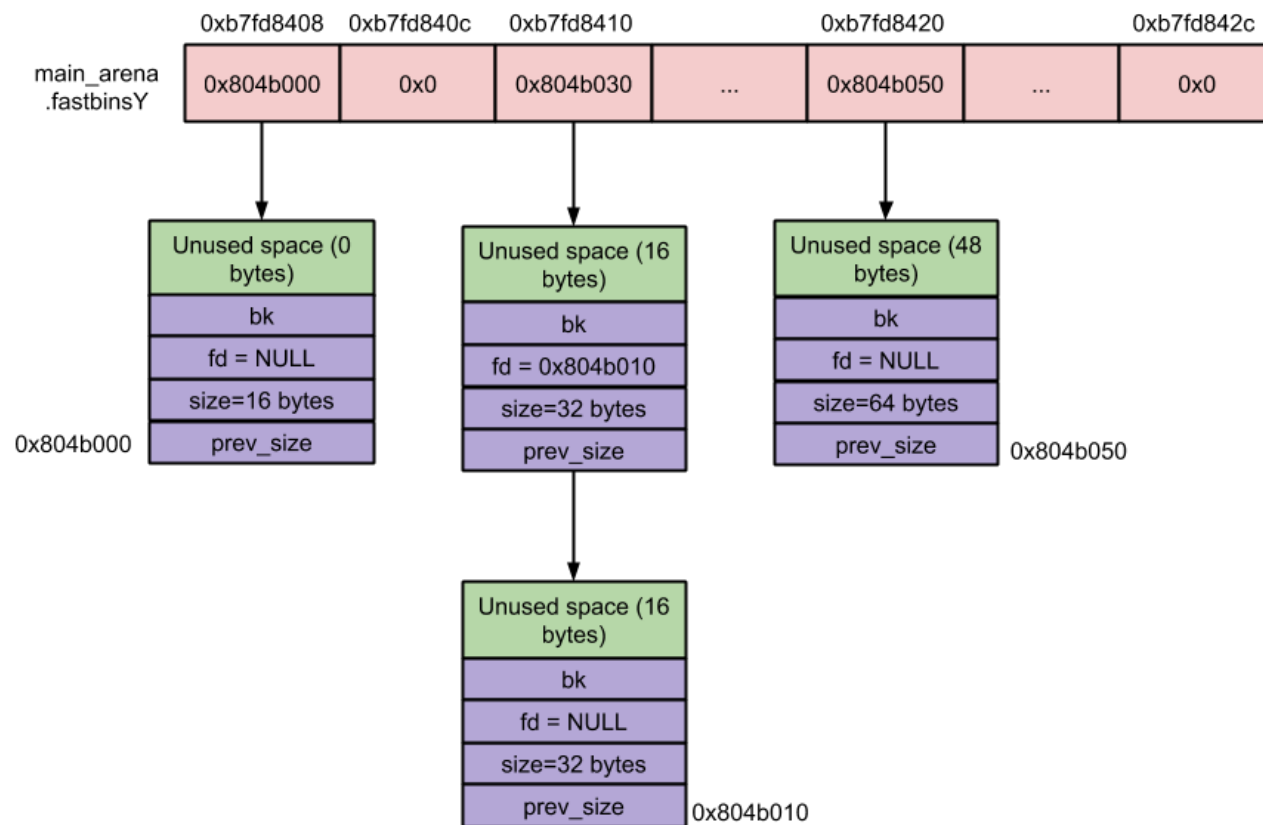 0xb7fd8408 0xb7fd840c 0xb7fd8410 0xb7fd8420 0xb7fd842c
main_arena
.fastbinsY
0x804b000 0x0 0x804b030 ... 0x804b050 ... 0x0
Unused space (0
bytes)
bk
fd = NULL
size=16 bytes
prev_size
0x804b000
Unused space (16
bytes)
bk
fd = 0x804b010
size=32 bytes
prev_size
Unused space (48
bytes)
bk
fd = NULL
size=64 bytes
prev_size
0x804b050
Unused space (16
bytes)
bk
fd = NULL
size=32 bytes
prev_size
0x804b010